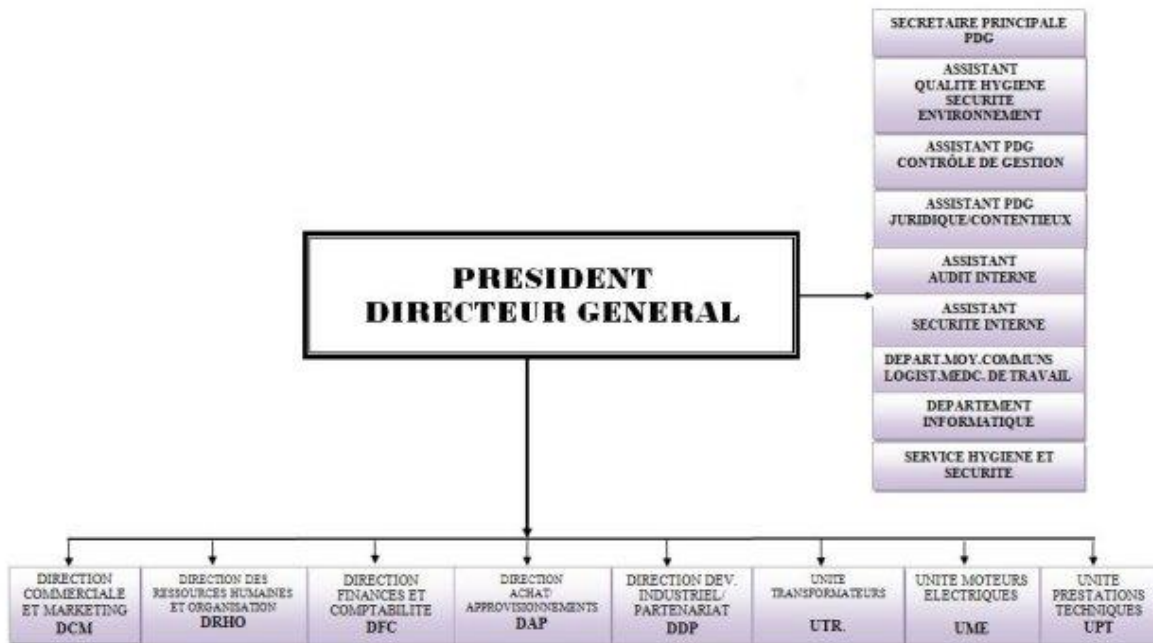 SECRETAIRE PRINCIPALE
PDG
ASSISTANT
QUALITE HYGIENE
SECURITE
ENVIRONNEMENT
ASSISTANT PDG
CONTRÔLE DE GESTION
ASSISTANT PDG
JURIDIQUE/CONTENTIEUX
ASSISTANT
AUDIT INTERNE
ASSISTANT
SECURITE INTERNE
DEPART.MOY.COMMUNS
LOGIST.MEDC. DE TRAVAIL
DEPARTEMENT
INFORMATIQUE
SERVICE HYGIENE ET
SECURITE
PRESIDENT
DIRECTEUR GENERAL
DIRECTION
COMMERCIALE
ET MARKETING
DCM
DIRECTION DES
RESSOURCES HUMAINES
ET ORGANISATION
DRHO
DIRECTION
FINANCES ET
COMPTABILITE
DFC
DIRECTION
ACHAT/
APPROVISIONNEMENTS
DAP
DIRECTION DEV.
INDUSTRIEL/
PARTENARIAT
DDP
UNITE
TRANSFORMATEURS
UTR.
UNITE MOTEURS
ELECTRIQUES
UME
UNITE
PRESTATIONS
TECHNIQUES
UPT